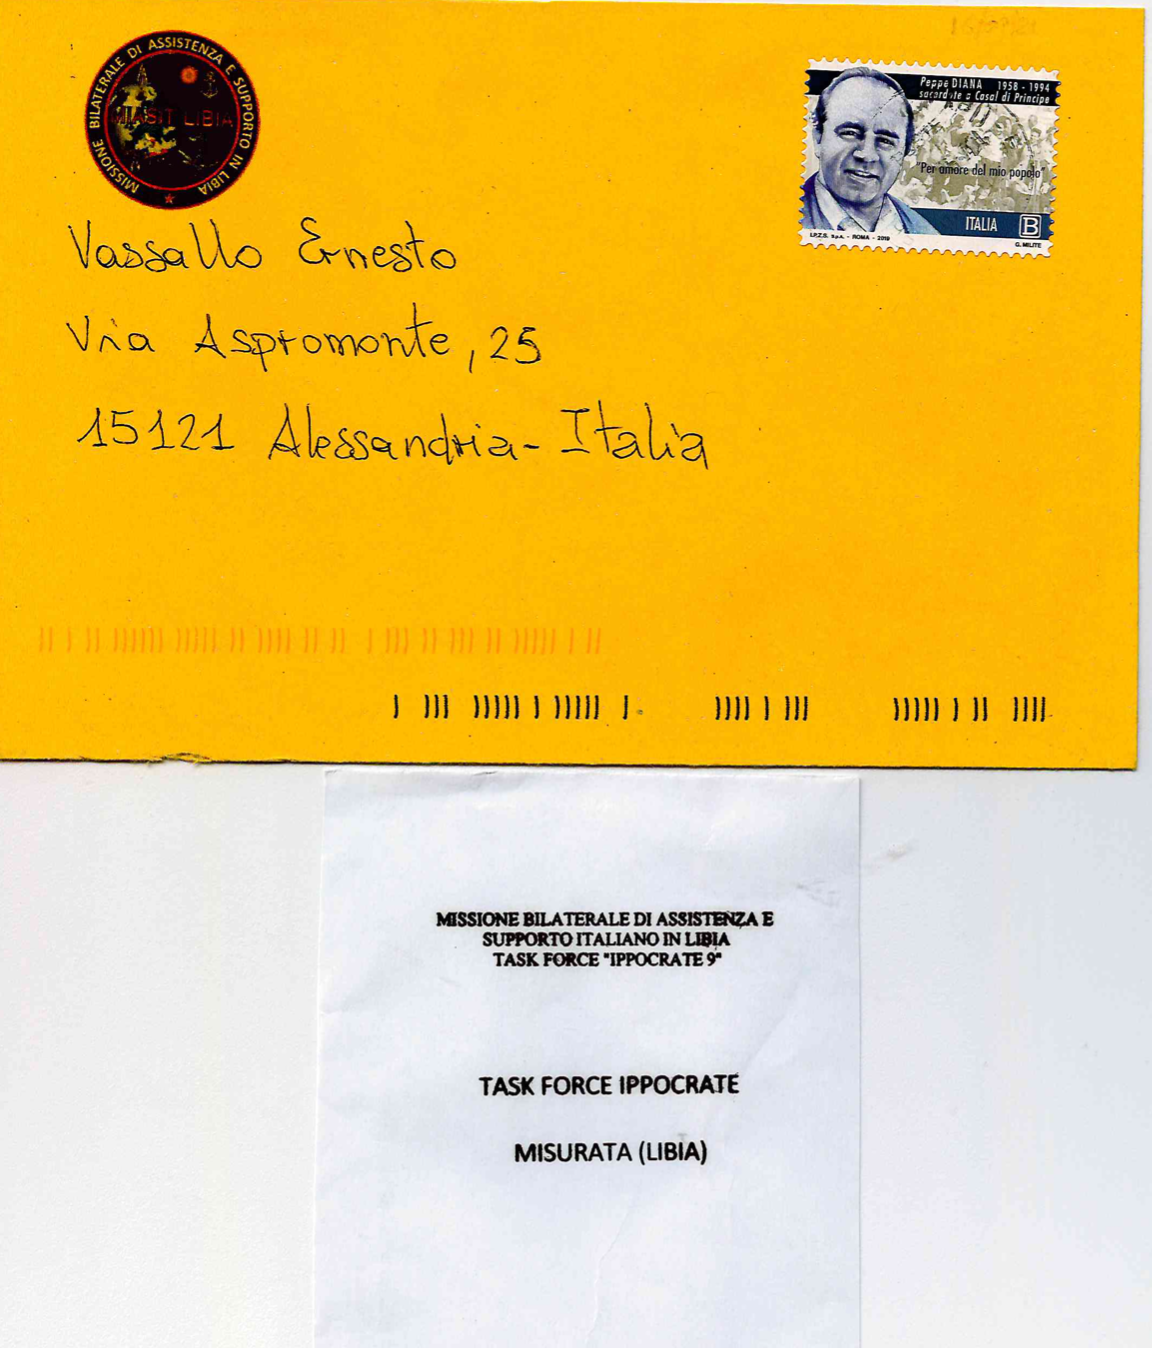 MISSIONE BILATERALE DI ASSISTENZA E SUPPORTO IN LIBIA
MIASIT LIBIA
Peppe DIANA 1958 - 1994
sacerdote a Casal di Principe
"Per amore del mio popolo"
ITALIA B
I.P.Z.S. S.p.A. - ROMA - 2019
G. MILITE
Vassallo Ernesto
Via Aspromonte, 25
15121 Alessandria - Italia
MISSIONE BILATERALE DI ASSISTENZA E
SUPPORTO ITALIANO IN LIBIA
TASK FORCE "IPPOCRATE 9"
TASK FORCE IPPOCRATE
MISURATA (LIBIA)